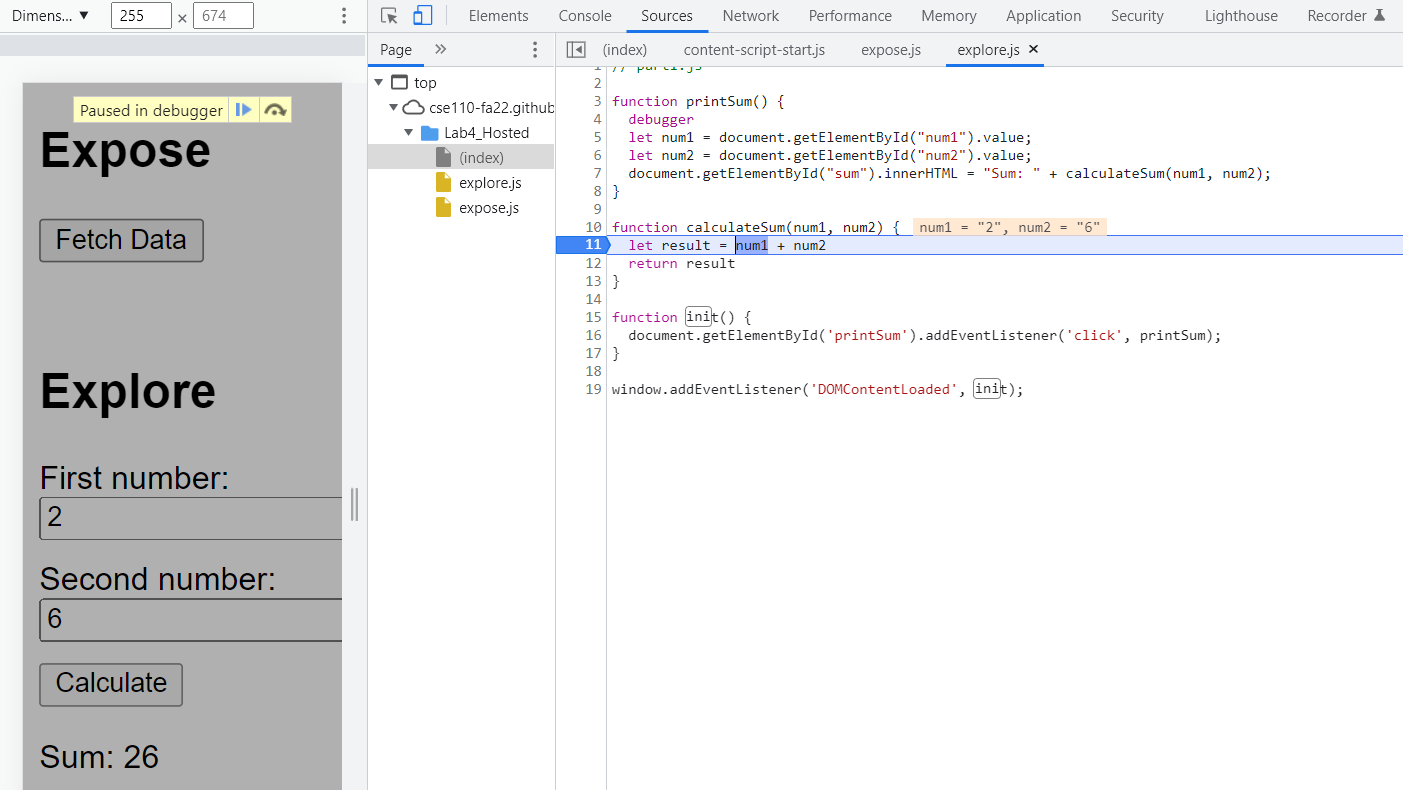 Dimens... ▼ 255 × 674
Elements Console Sources Network Performance Memory Application Security Lighthouse Recorder
Page »
(index) content-script-start.js expose.js explore.js ×
top
cse110-fa22.github
Lab4_Hosted
(index)
explore.js
expose.js
Paused in debugger
Expose
Fetch Data
Explore
First number:
2
Second number:
6
Calculate
Sum: 26
1 // part1.js
2
3 function printSum() {
4 debugger
5 let num1 = document.getElementById("num1").value;
6 let num2 = document.getElementById("num2").value;
7 document.getElementById("sum").innerHTML = "Sum: " + calculateSum(num1, num2);
8 }
9
10 function calculateSum(num1, num2) { num1 = "2", num2 = "6"
11 let result = num1 + num2
12 return result
13 }
14
15 function init() {
16 document.getElementById('printSum').addEventListener('click', printSum);
17 }
18
19 window.addEventListener('DOMContentLoaded', init);